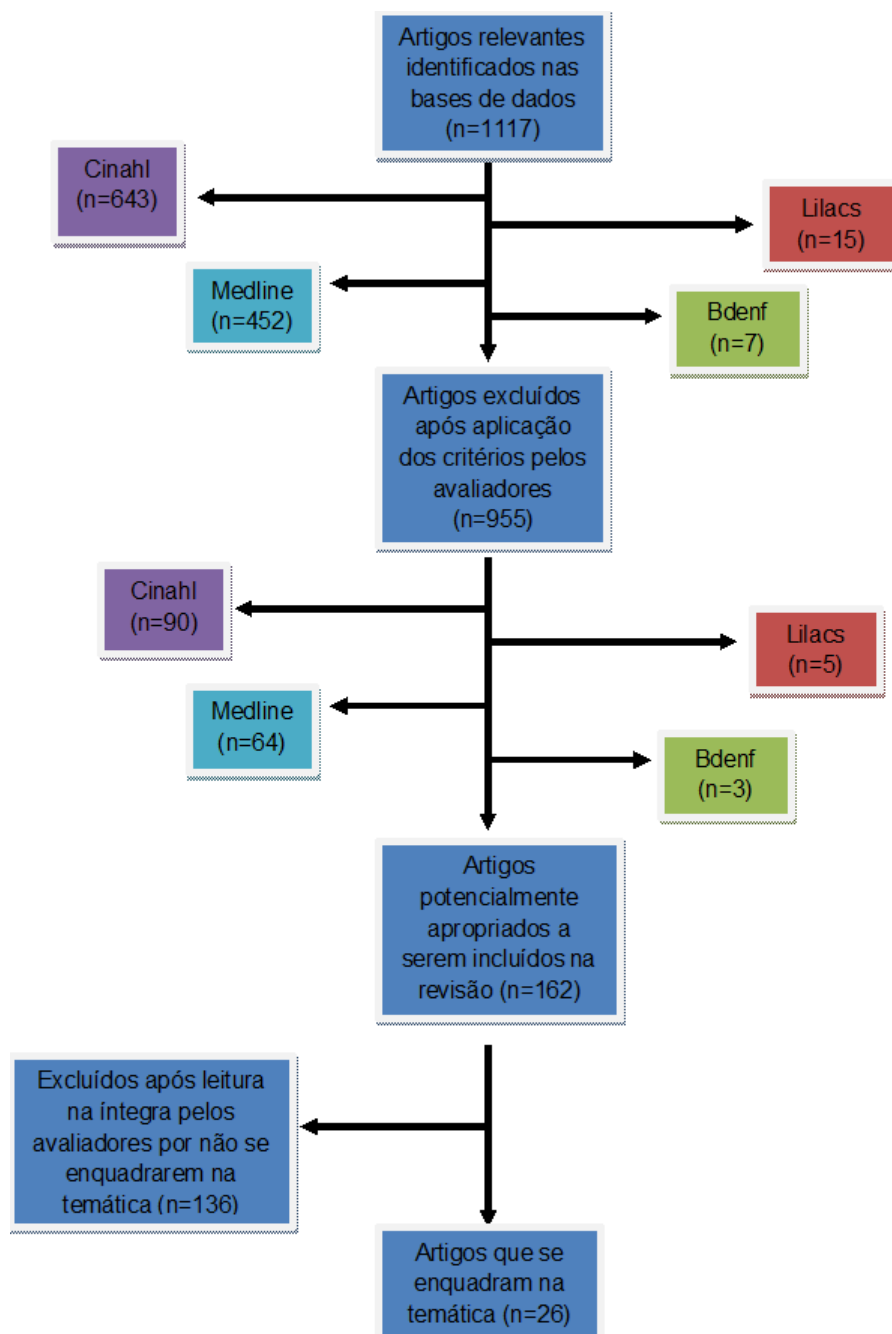 Artigos relevantes
identificados nas
bases de dados
(n=1117)
Cinahl
(n=643)
Lilacs
(n=15)
Medline
(n=452)
Bdenf
(n=7)
Artigos excluídos
após aplicação
dos critérios pelos
avaliadores
(n=955)
Cinahl
(n=90)
Lilacs
(n=5)
Medline
(n=64)
Bdenf
(n=3)
Artigos
potencialmente
apropriados a
serem incluídos na
revisão (n=162)
Excluídos após leitura
na íntegra pelos
avaliadores por não se
enquadrarem na
temática (n=136)
Artigos que se
enquadram na
temática (n=26)